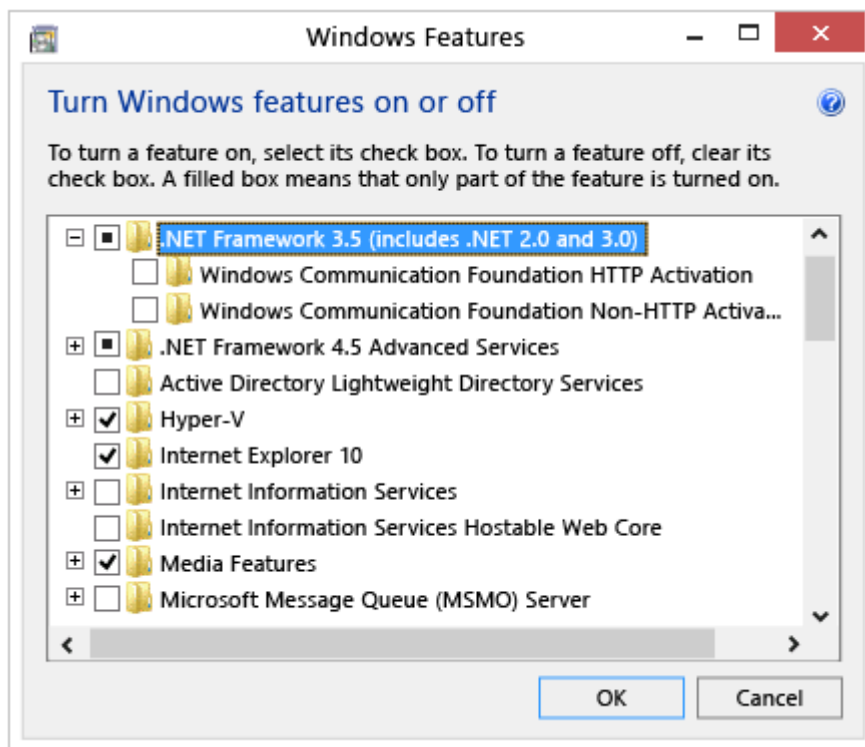 Windows Features
Turn Windows features on or off
To turn a feature on, select its check box. To turn a feature off, clear its
check box. A filled box means that only part of the feature is turned on.
.NET Framework 3.5 (includes .NET 2.0 and 3.0)
Windows Communication Foundation HTTP Activation
Windows Communication Foundation Non-HTTP Activa...
.NET Framework 4.5 Advanced Services
Active Directory Lightweight Directory Services
Hyper-V
Internet Explorer 10
Internet Information Services
Internet Information Services Hostable Web Core
Media Features
Microsoft Message Queue (MSMO) Server
OK Cancel